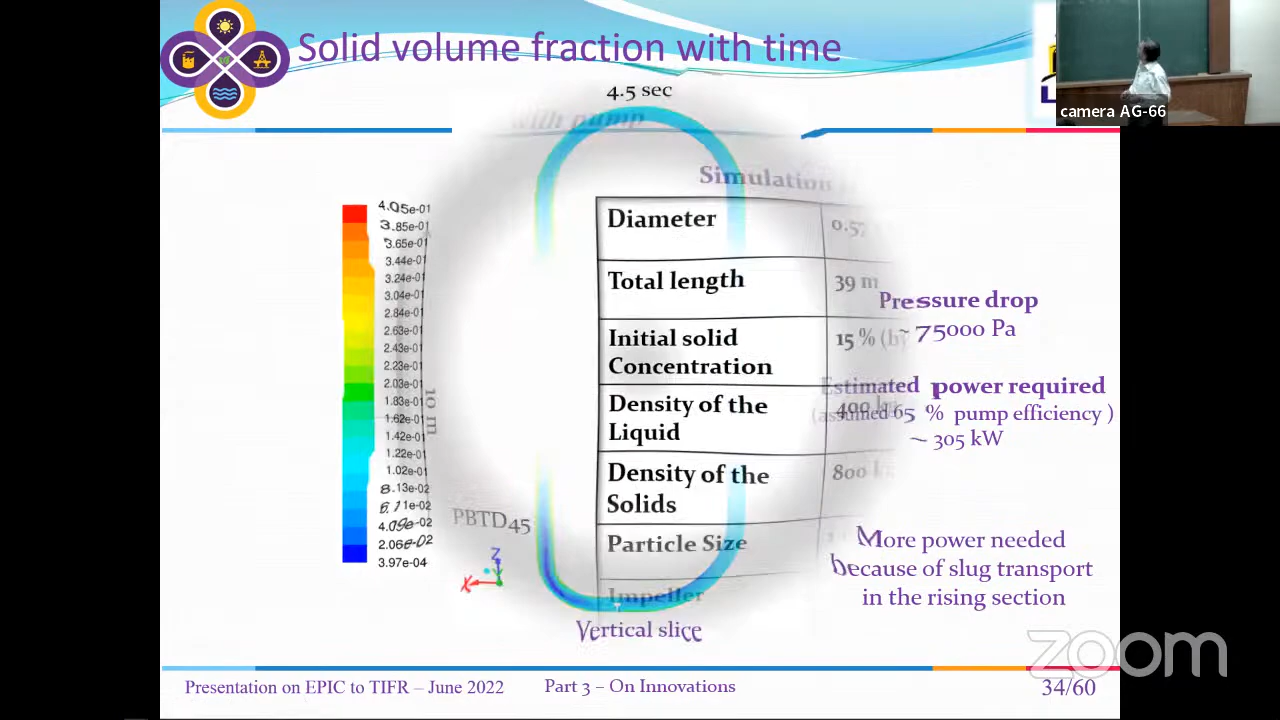 Solid volume fraction with time
camera AG-66
4.5 sec
with pump
Simulation
4.05e-01
3.85e-01
3.65e-01
3.44e-01
3.24e-01
3.04e-01
2.84e-01
2.63e-01
2.43e-01
2.23e-01
2.03e-01
1.83e-01
1.62e-01
1.42e-01
1.22e-01
1.02e-01
8.13e-02
6.11e-02
4.09e-02
2.06e-02
3.97e-04
10 m
PBTD45
Z
X
Diameter
Total length 39 m
Initial solid 15 %
Concentration
Density of the 400
Liquid
Density of the 800
Solids
Particle Size
Impeller
Vertical slice
Pressure drop
~ 75000 Pa
Estimated power required
(assumed 65 % pump efficiency )
~ 305 kW
More power needed
because of slug transport
in the rising section
zoom
Presentation on EPIC to TIFR – June 2022
Part 3 – On Innovations
34/60